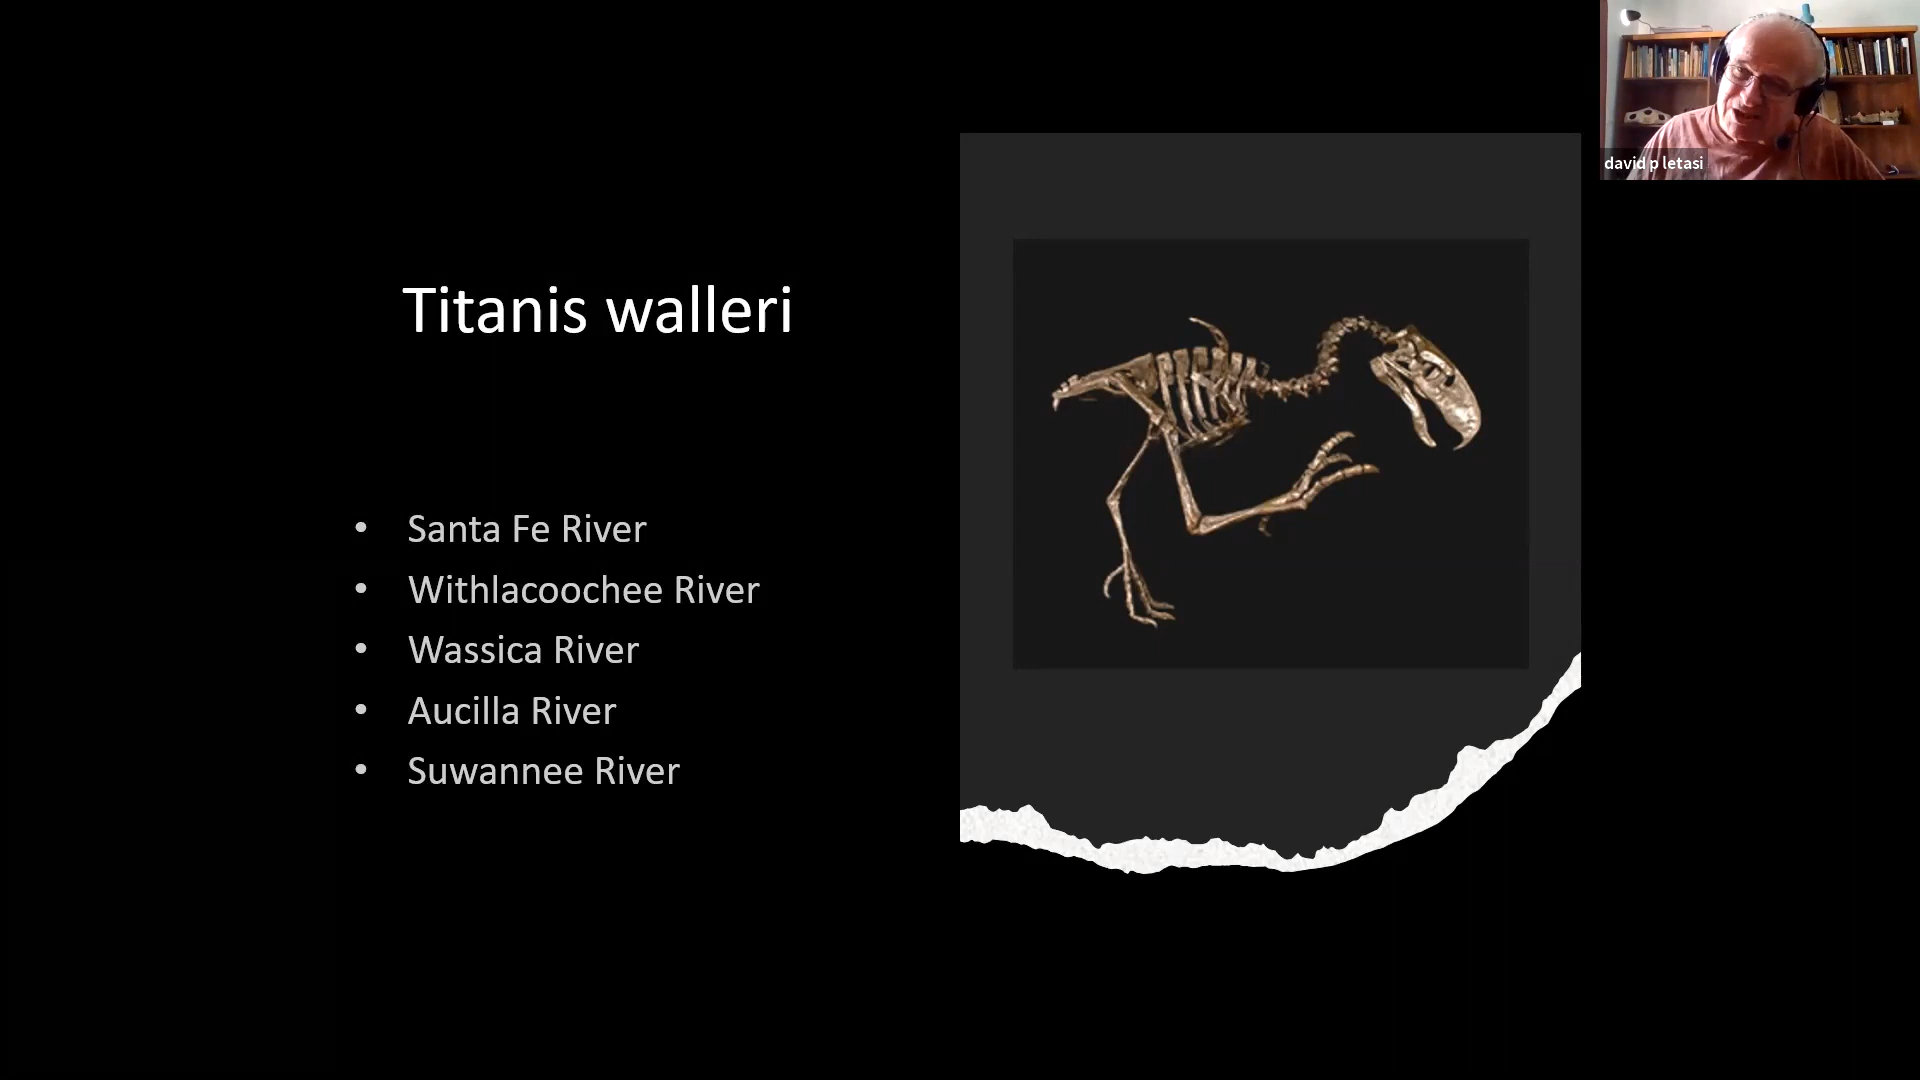 Titanis walleri
• Santa Fe River
• Withlacoochee River
• Wassica River
• Aucilla River
• Suwannee River
david p letasi